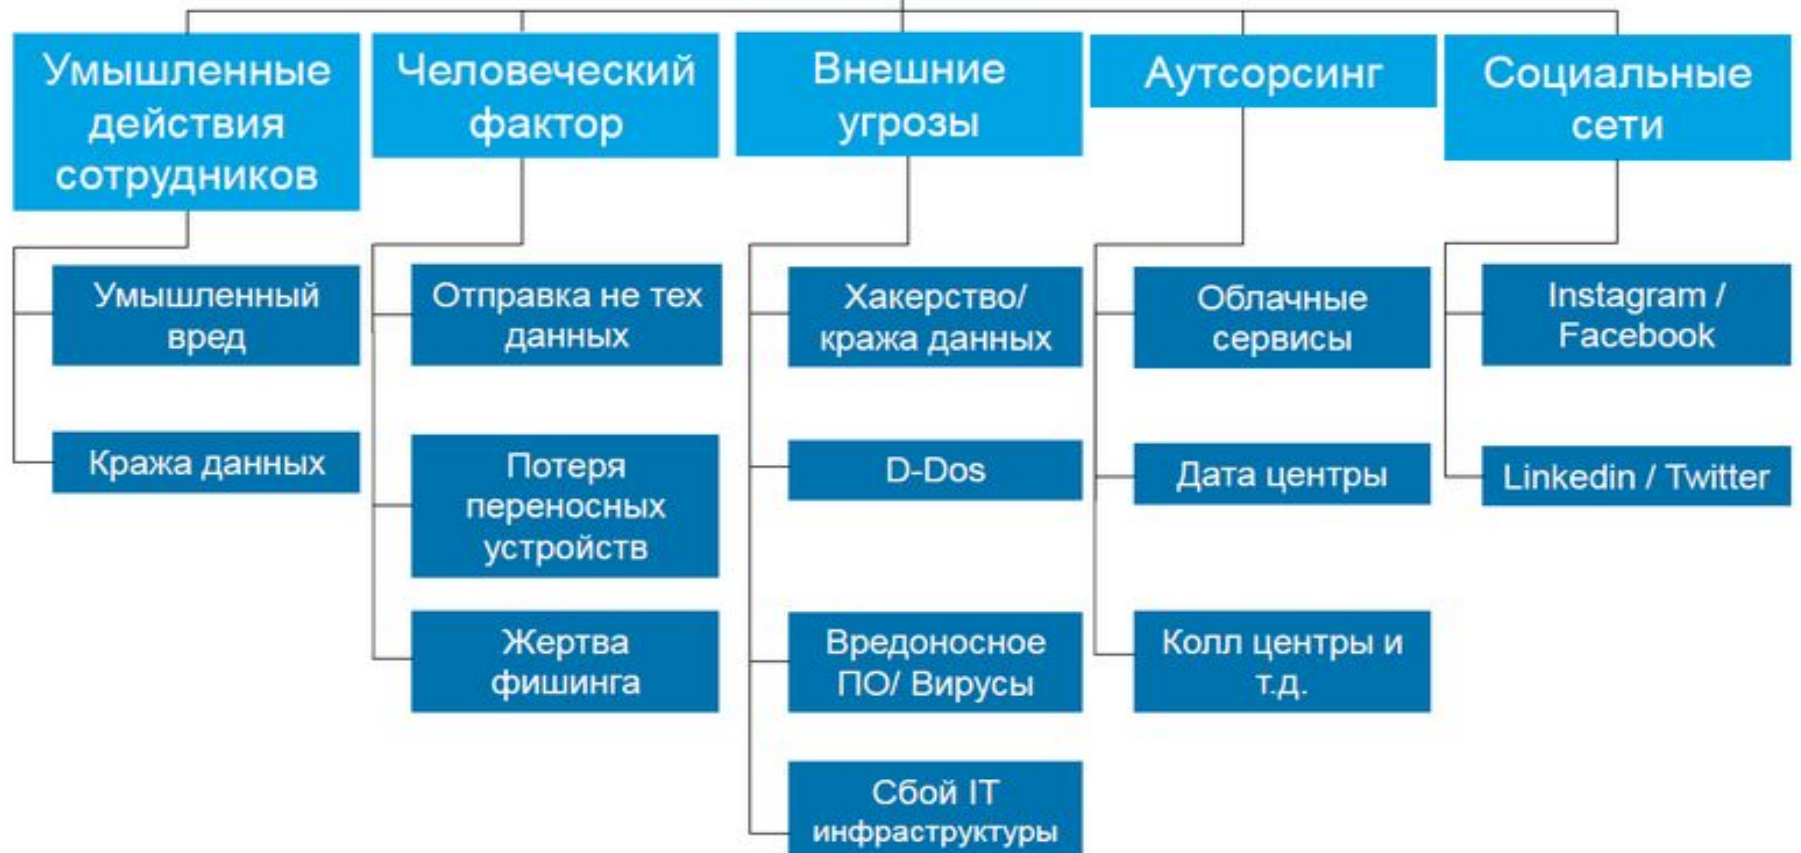 Умышленные
действия
сотрудников
Умышленный
вред
Кража данных
Человеческий
фактор
Отправка не тех
данных
Потеря
переносных
устройств
Жертва
фишинга
Внешние
угрозы
Хакерство/
кража данных
D-Dos
Вредоносное
ПО/ Вирусы
Сбой IT
инфраструктуры
Аутсорсинг
Облачные
сервисы
Дата центры
Колл центры и
т.д.
Социальные
сети
Instagram /
Facebook
Linkedin / Twitter